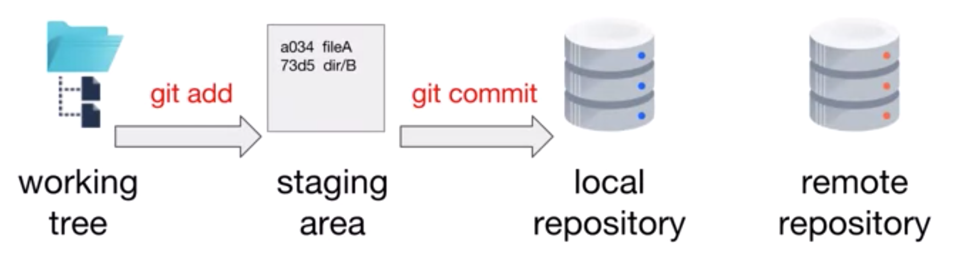 a034 fileA
73d5 dir/B
git add
git commit
working
tree
staging
area
local
repository
remote
repository